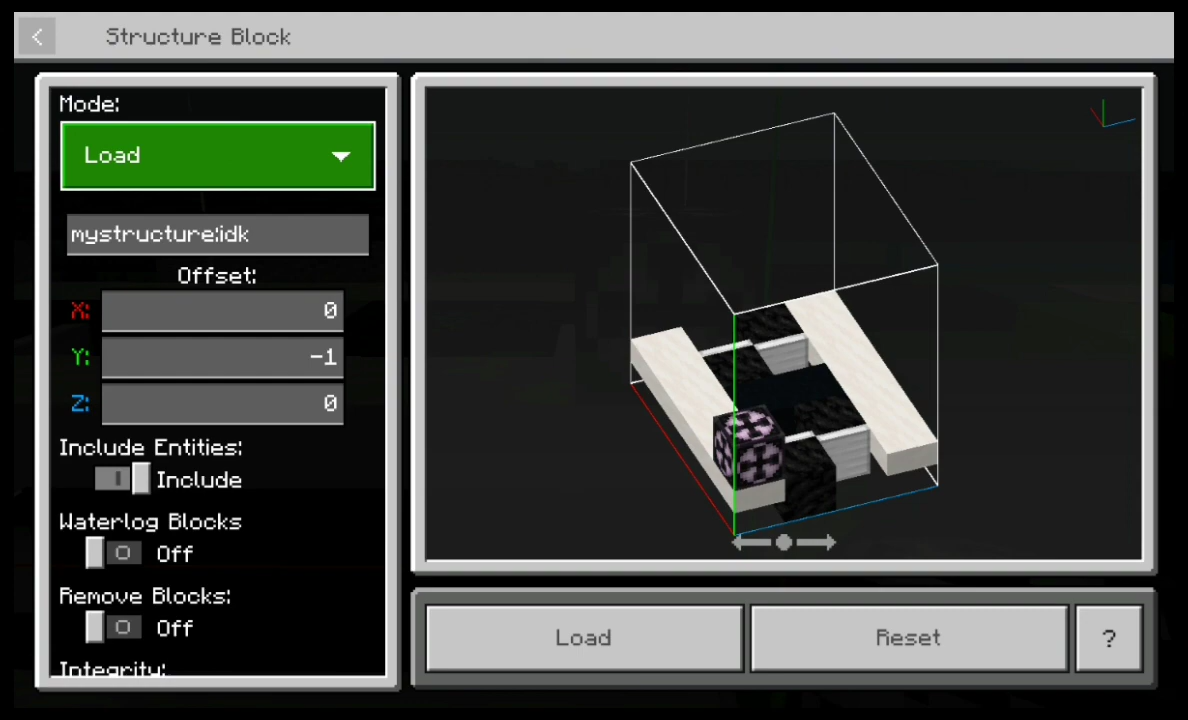 Structure Block
Mode:
Load
mystructure:idk
Offset:
X: 0
Y: -1
Z: 0
Include Entities:
Include
Waterlog Blocks
Off
Remove Blocks:
Off
Integrity:
Load
Reset
?